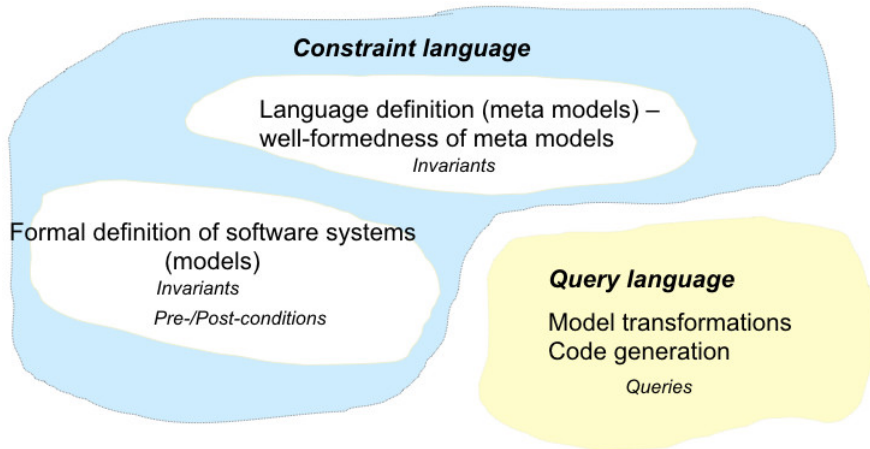 Constraint language
Language definition (meta models) –
well-formedness of meta models
Invariants
Formal definition of software systems
(models)
Invariants
Pre-/Post-conditions
Query language
Model transformations
Code generation
Queries